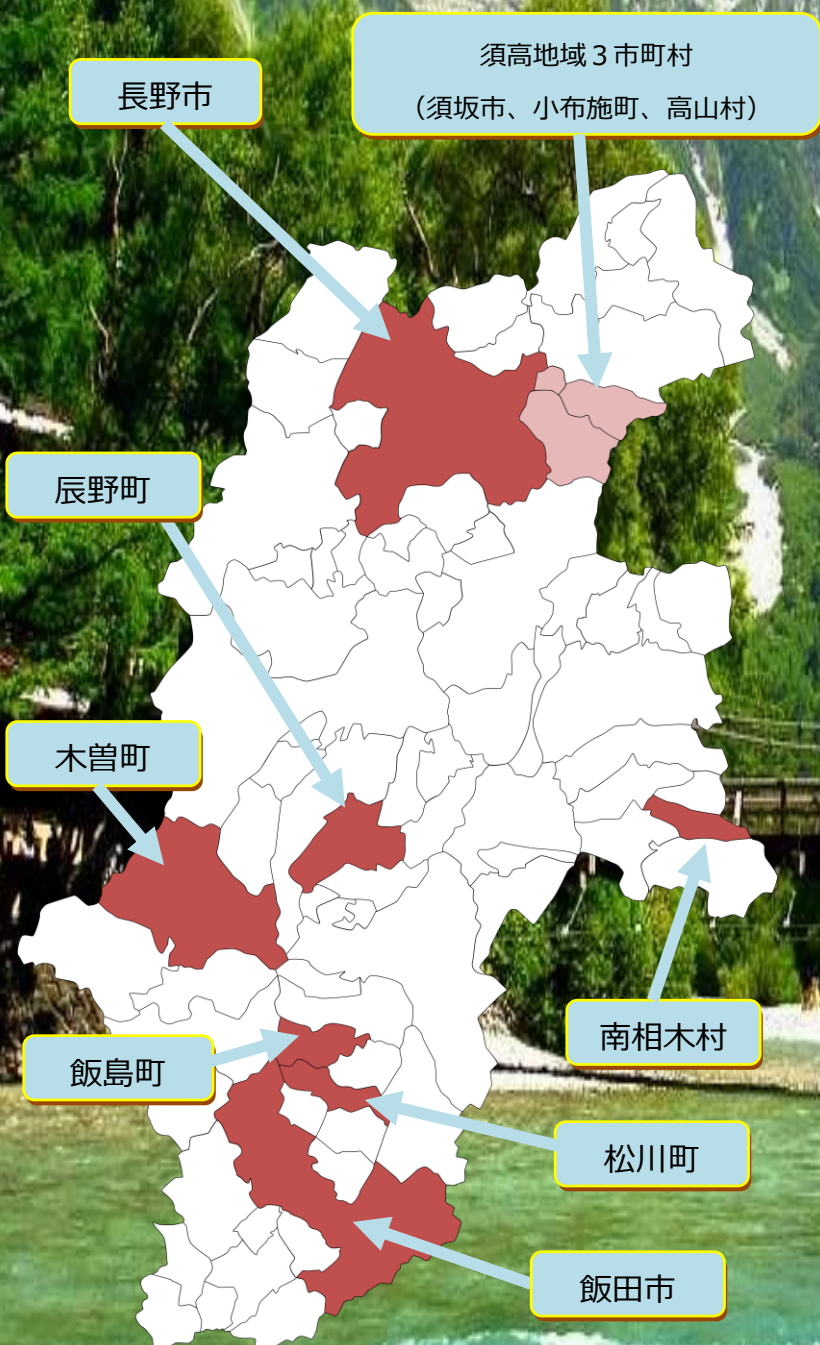 須高地域３市町村
（須坂市、小布施町、高山村）
長野市
辰野町
木曽町
南相木村
飯島町
松川町
飯田市